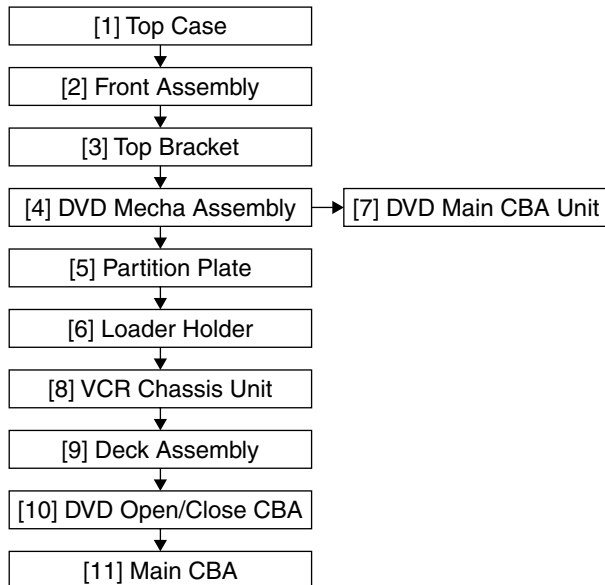 [1] Top Case
[2] Front Assembly
[3] Top Bracket
[4] DVD Mecha Assembly
[7] DVD Main CBA Unit
[5] Partition Plate
[6] Loader Holder
[8] VCR Chassis Unit
[9] Deck Assembly
[10] DVD Open/Close CBA
[11] Main CBA